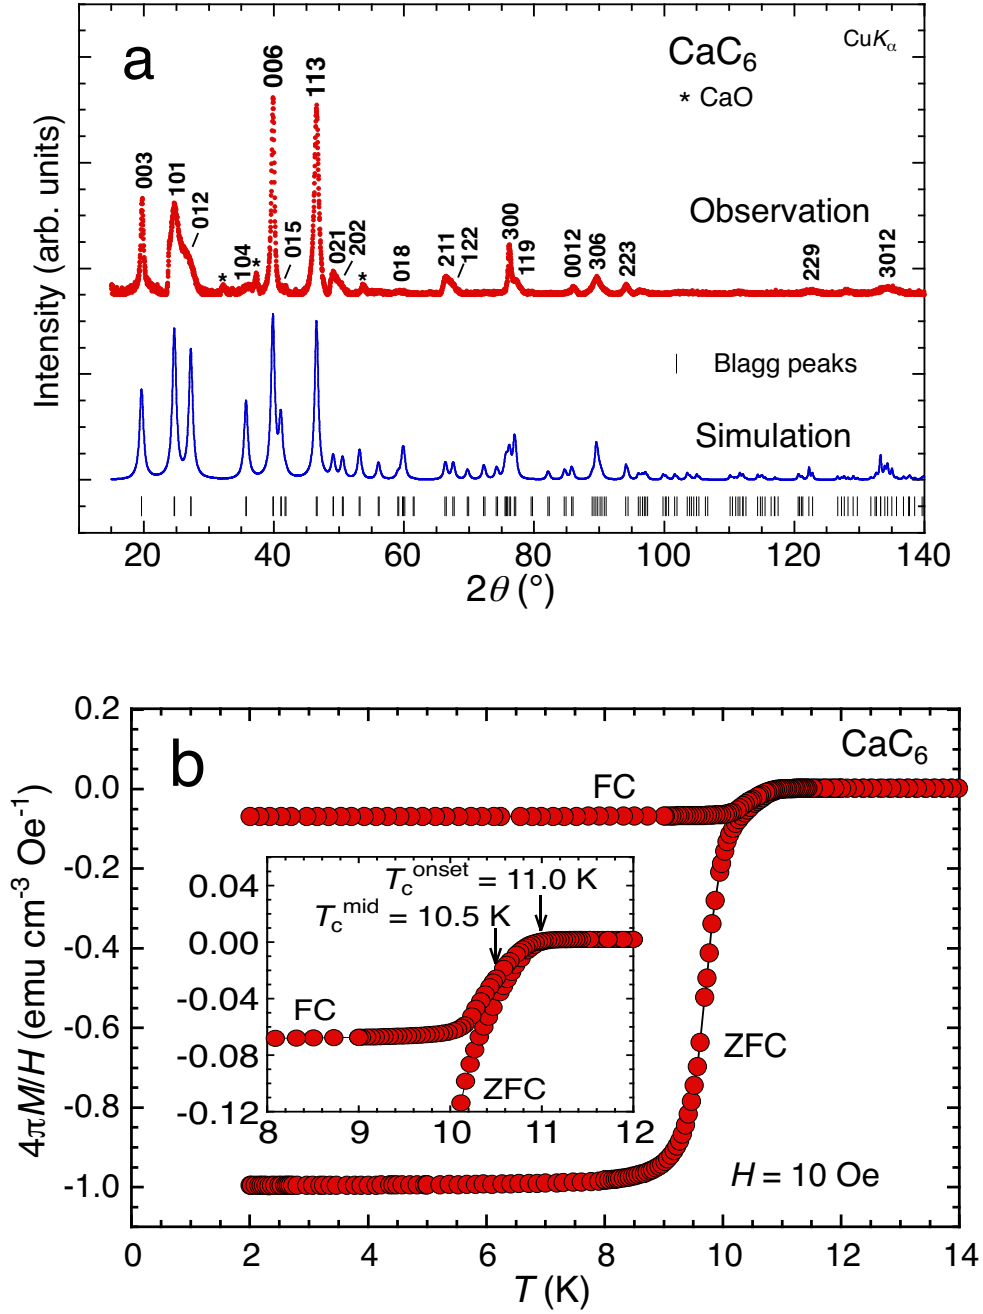 a
CaC6
CuKα
* CaO
003
101
012
*
104
*
006
015
113
021
202
*
018
211
122
300
119
0012
306
223
229
3012
Observation
Blagg peaks
Simulation
Intensity (arb. units)
20 40 60 80 100 120 140
2θ (°)
b
CaC6
0.2
0.0
-0.2
-0.4
-0.6
-0.8
-1.0
4πM/H (emu cm-3 Oe-1)
FC
ZFC
H = 10 Oe
0.04
0.00
-0.04
-0.08
-0.12
Tc onset = 11.0 K
Tc mid = 10.5 K
FC
ZFC
8 9 10 11 12
0 2 4 6 8 10 12 14
T (K)